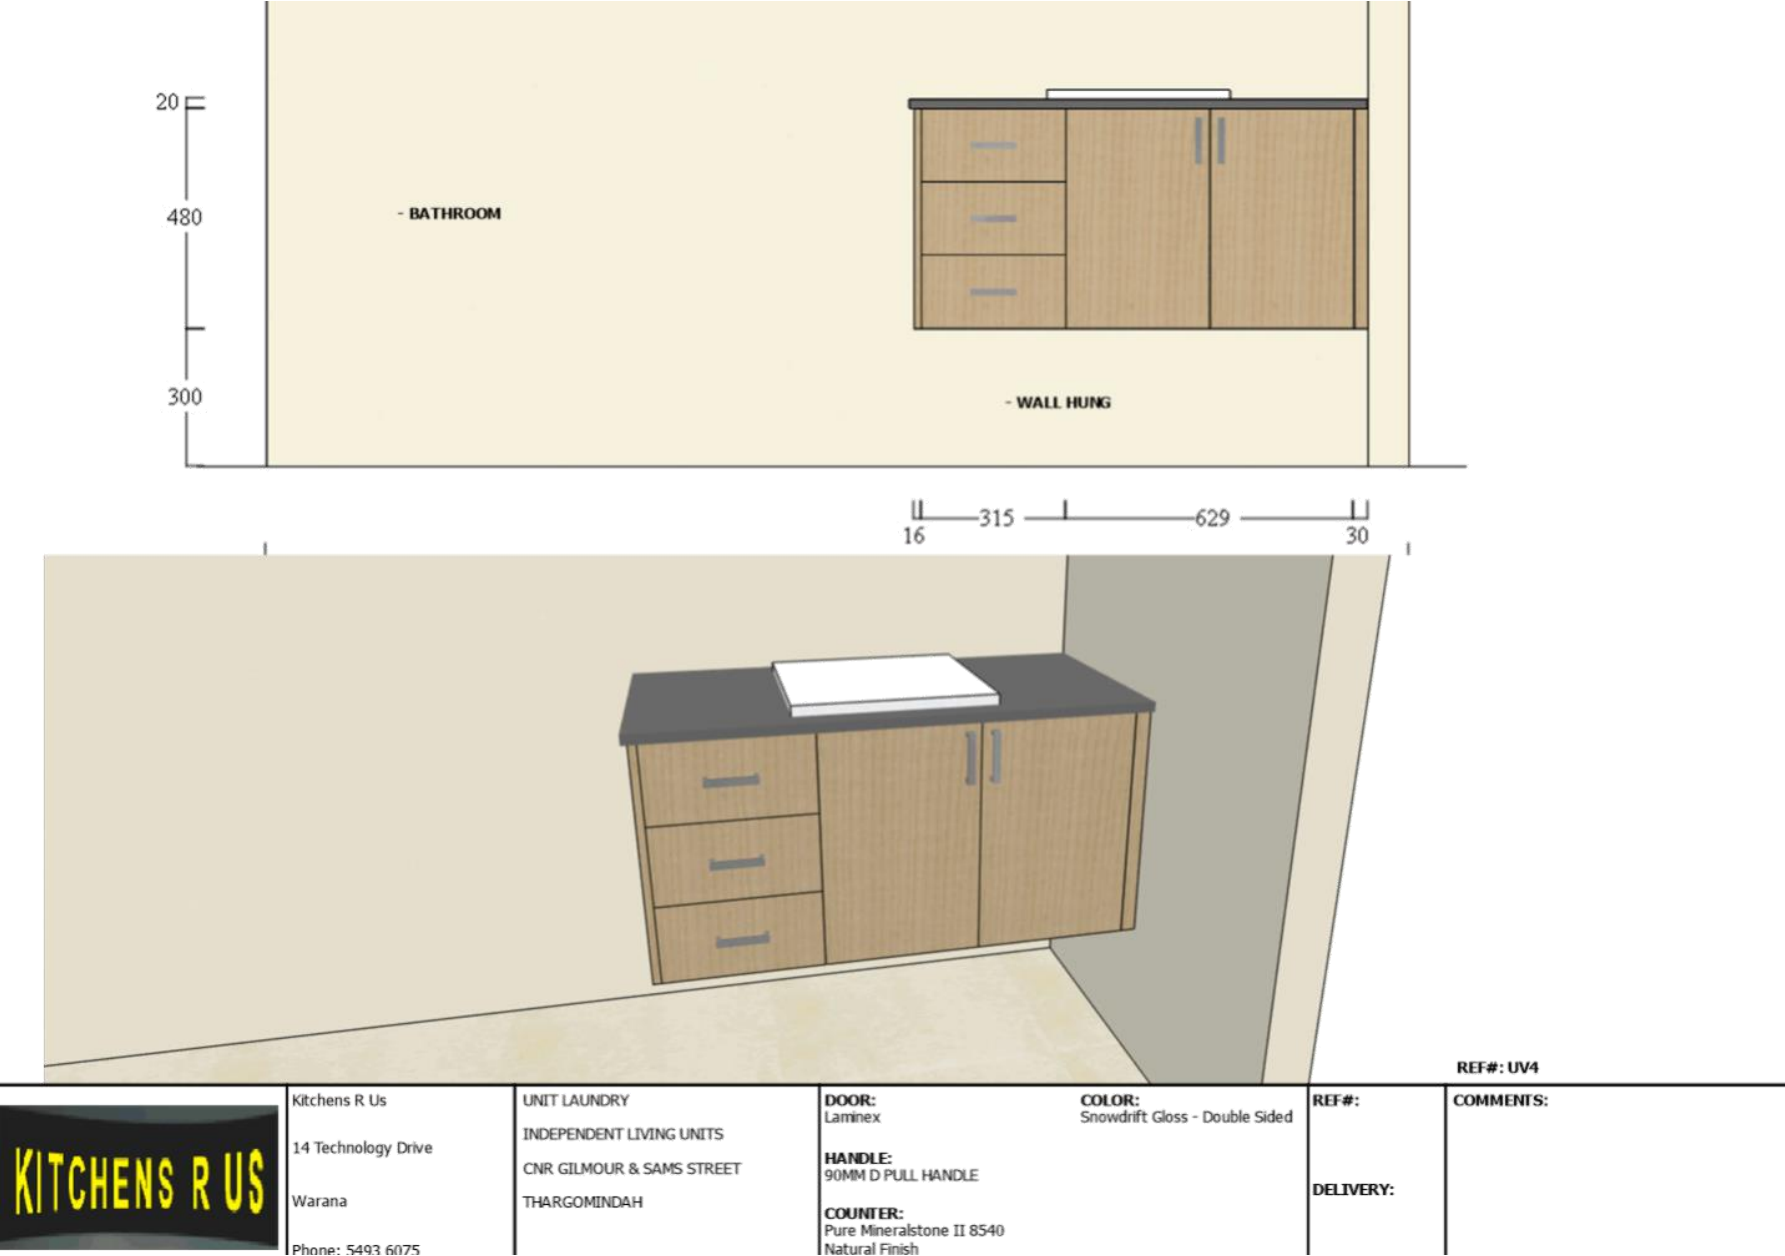 20
480
- BATHROOM
300
- WALL HUNG
315
629
16
30
REF#: UV4
KITCHENS R US
Kitchens R Us
14 Technology Drive
Warana
Phone: 5493 6075
UNIT LAUNDRY
INDEPENDENT LIVING UNITS
CNR GILMOUR & SAMS STREET
THARGOMINDAH
DOOR:
Laminex
HANDLE:
90MM D PULL HANDLE
COUNTER:
Pure Mineralstone II 8540
Natural Finish
COLOR:
Snowdrift Gloss - Double Sided
REF#:
DELIVERY:
COMMENTS: